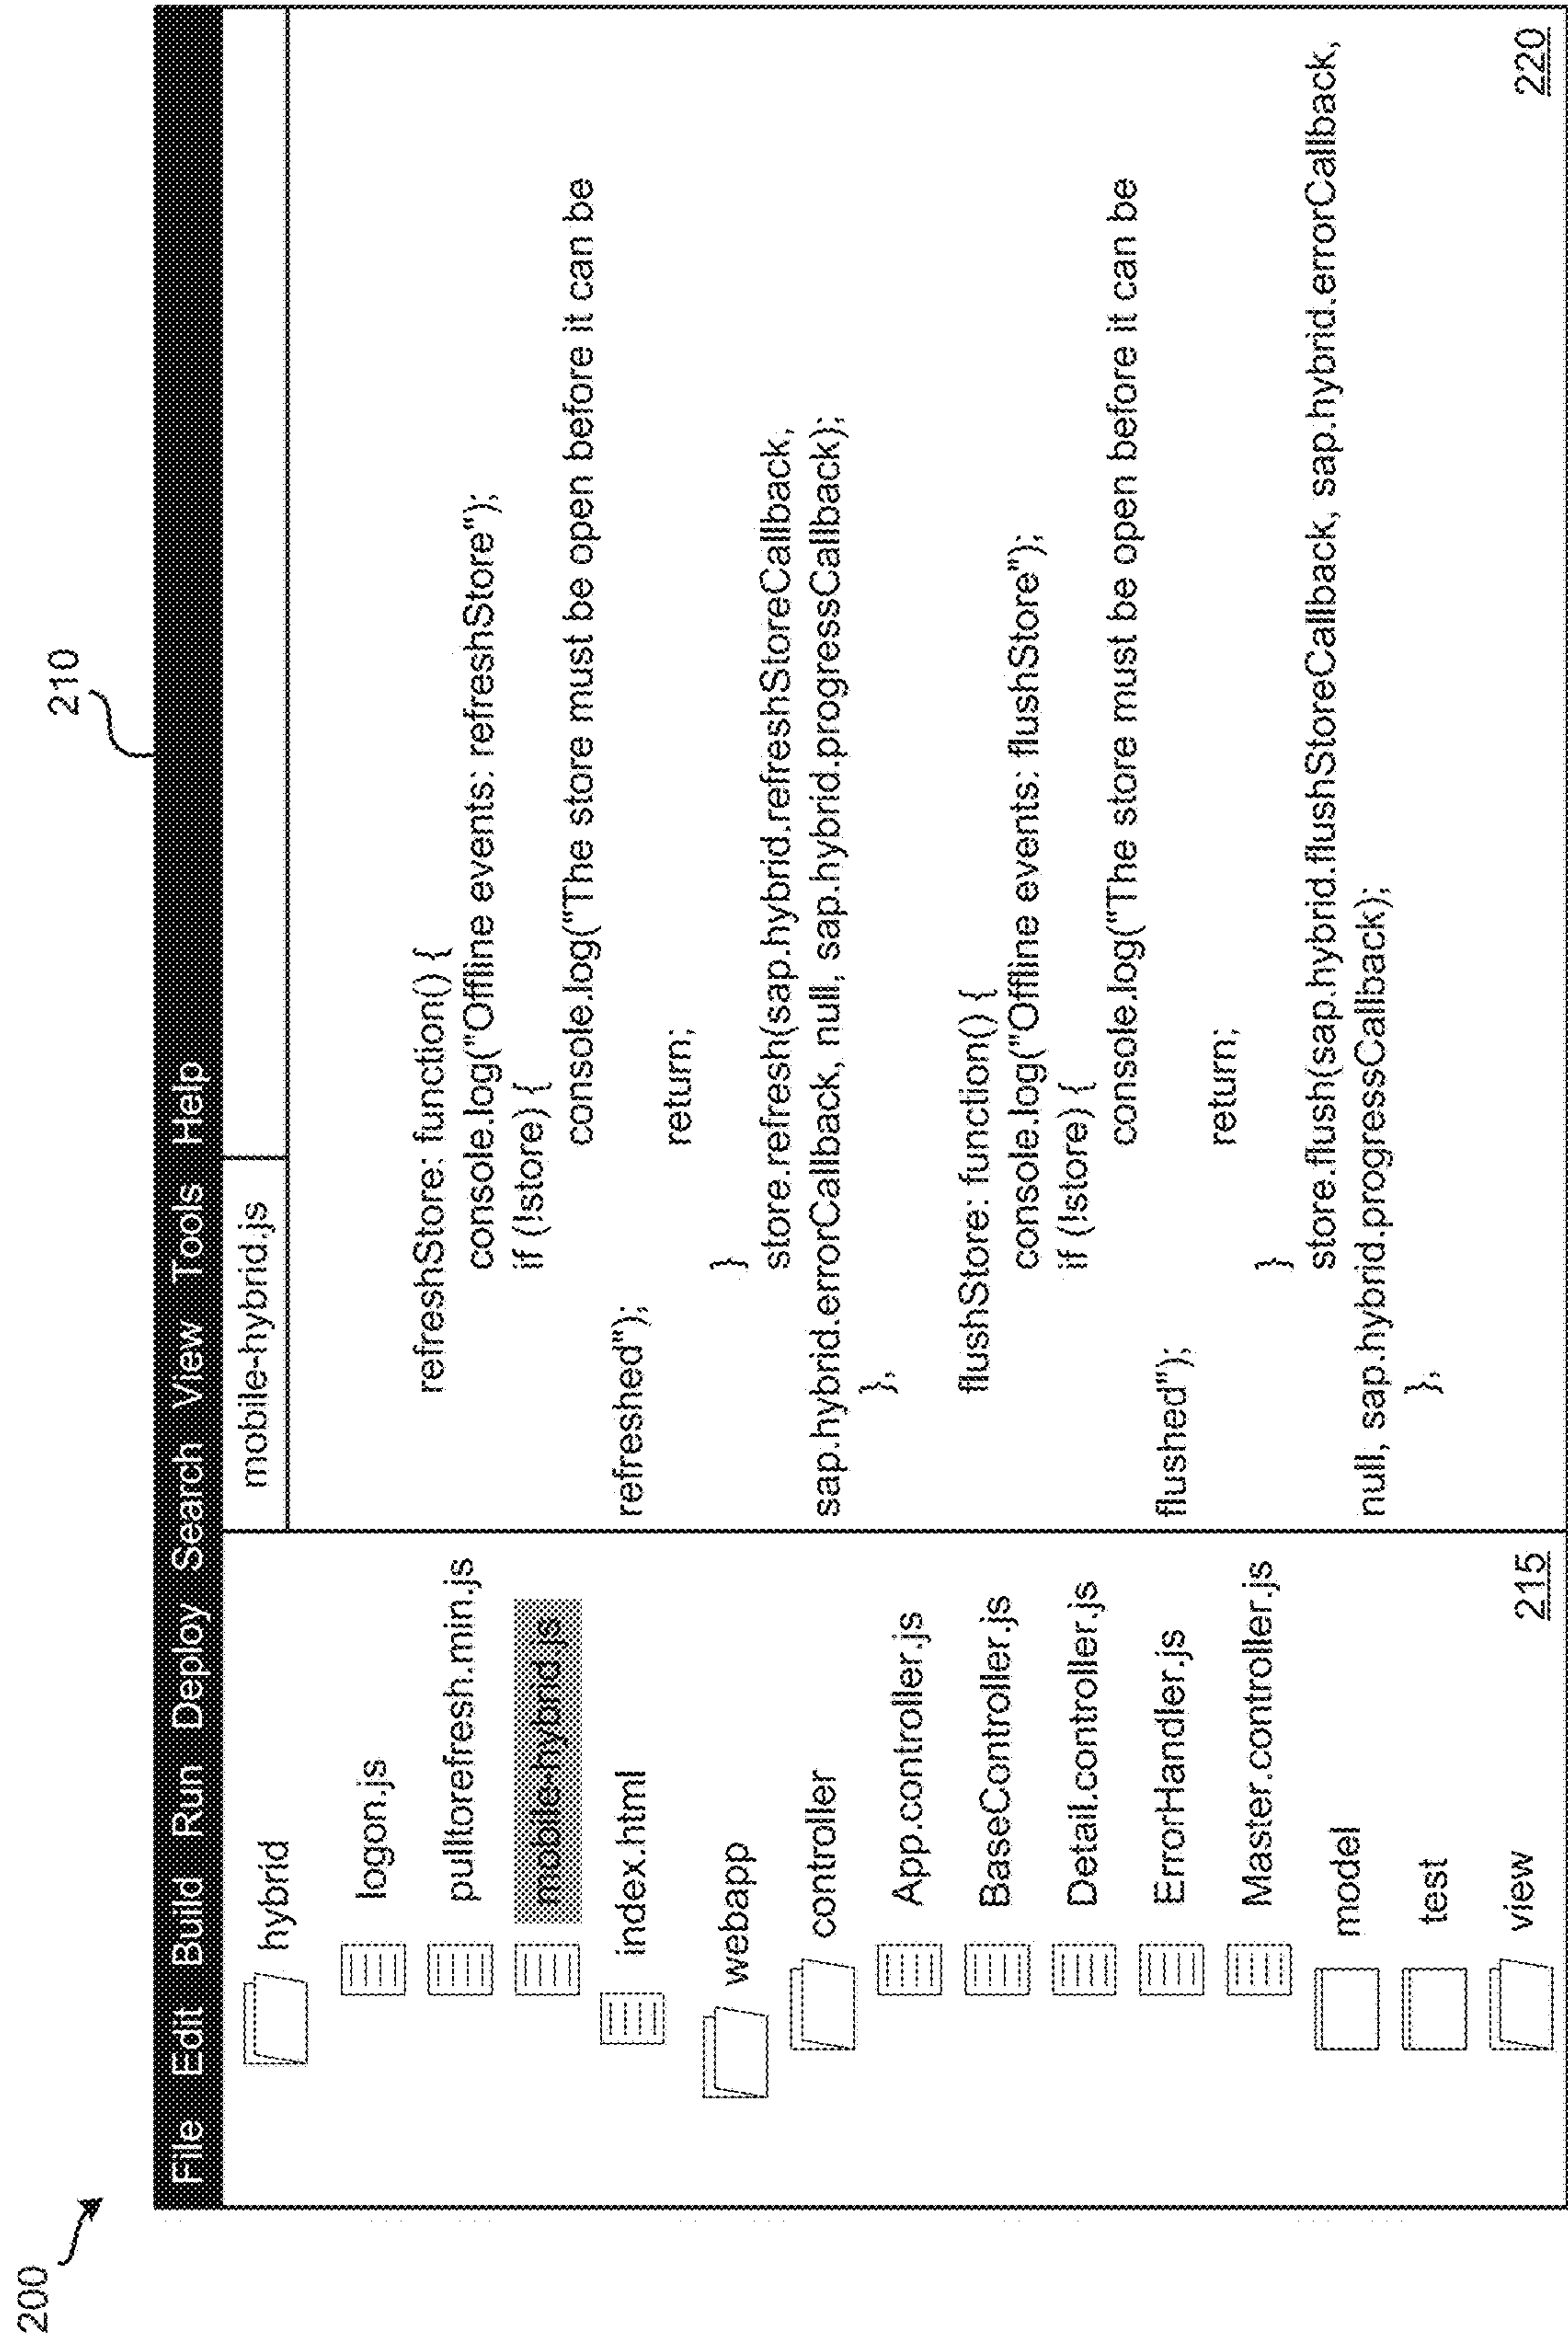 200
210
File Edit Build Run Deploy Search View Tools Help
hybrid
logon.js
pulltorefresh.min.js
mobile-hybrid.js
index.html
webapp
controller
App.controller.js
BaseController.js
Detail.controller.js
ErrorHandler.js
Master.controller.js
model
test
view
215
mobile-hybrid.js
refreshStore: function() {
console.log("Offline events: refreshStore");
if (!store) {
console.log("The store must be open before it can be
refreshed");
return;
}
store.refresh(sap.hybrid.refreshStoreCallback,
sap.hybrid.errorCallback, null, sap.hybrid.progressCallback);
},
flushStore: function() {
console.log("Offline events: flushStore");
if (!store) {
console.log("The store must be open before it can be
flushed");
return;
}
store.flush(sap.hybrid.flushStoreCallback, sap.hybrid.errorCallback,
null, sap.hybrid.progressCallback);
},
220